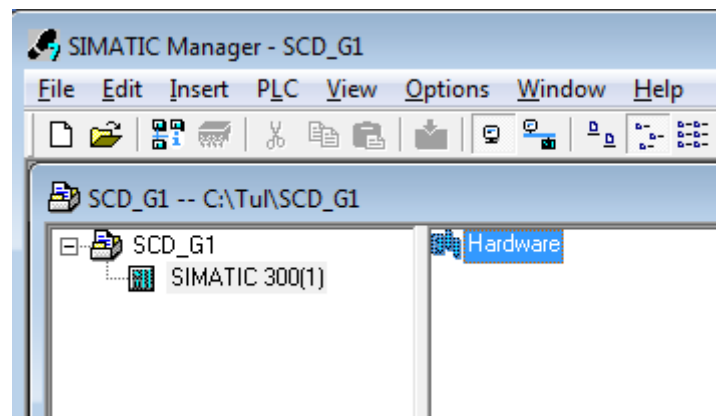 SIMATIC Manager - SCD_G1
File Edit Insert PLC View Options Window Help
SCD_G1 -- C:\Tul\SCD_G1
SCD_G1
Hardware
SIMATIC 300(1)